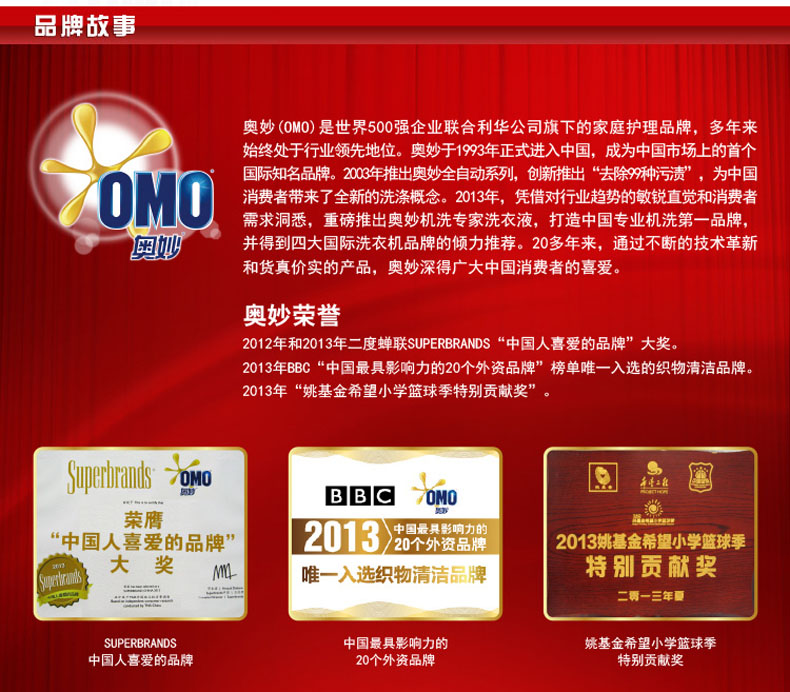 品牌故事
OMO
奥妙
奥妙(OMO)是世界500强企业联合利华公司旗下的家庭护理品牌，多年来
始终处于行业领先地位。奥妙于1993年正式进入中国，成为中国市场上的首个
国际知名品牌。2003年推出奥妙全自动系列，创新推出“去除99种污渍”，为中国
消费者带来了全新的洗涤概念。2013年，凭借对行业趋势的敏锐直觉和消费者
需求洞悉，重磅推出奥妙机洗专家洗衣液，打造中国专业机洗第一品牌，
并得到四大国际洗衣机品牌的倾力推荐。20多年来，通过不断的技术革新
和货真价实的产品，奥妙深得广大中国消费者的喜爱。
奥妙荣誉
2012年和2013年二度蝉联SUPERBRANDS“中国人喜爱的品牌”大奖。
2013年BBC“中国最具影响力的20个外资品牌”榜单唯一入选的织物清洁品牌。
2013年“姚基金希望小学篮球季特别贡献奖”。
Superbrands OMO
奥妙
荣膺
“中国人喜爱的品牌”
大 奖
2013
Superbrands
BBC OMO
奥妙
2013 中国最具影响力的
20个外资品牌
唯一入选织物清洁品牌
PROJECT HOPE
2013姚基金希望小学篮球季
特别贡献奖
二零一三年夏
SUPERBRANDS
中国人喜爱的品牌
中国最具影响力的
20个外资品牌
姚基金希望小学篮球季
特别贡献奖